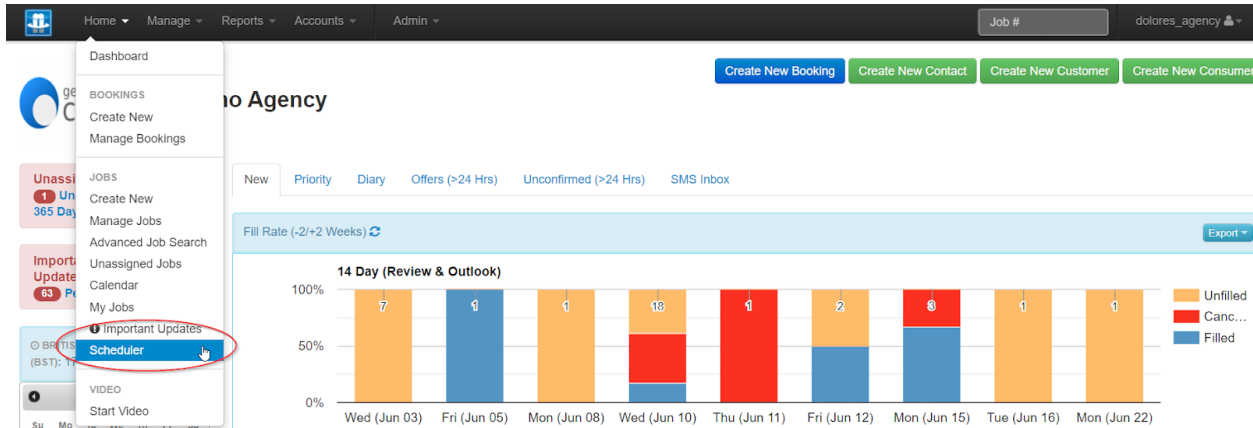 Home Manage Reports Accounts Admin Job # dolores_agency
Dashboard
Create New Booking Create New Contact Create New Customer Create New Consumer
BOOKINGS
Create New
Manage Bookings
Agency
JOBS
Create New
Manage Jobs
Advanced Job Search
Unassigned Jobs
Calendar
My Jobs
Important Updates
Scheduler
VIDEO
Start Video
1
365 Day
63
(BST):
Su Mo
New Priority Diary Offers (>24 Hrs) Unconfirmed (>24 Hrs) SMS Inbox
Fill Rate (-2/+2 Weeks) Export
14 Day (Review & Outlook)
100%
50%
0%
7 1 1 18 1 2 3 1 1
Unfilled
Canc...
Filled
Wed (Jun 03) Fri (Jun 05) Mon (Jun 08) Wed (Jun 10) Thu (Jun 11) Fri (Jun 12) Mon (Jun 15) Tue (Jun 16) Mon (Jun 22)